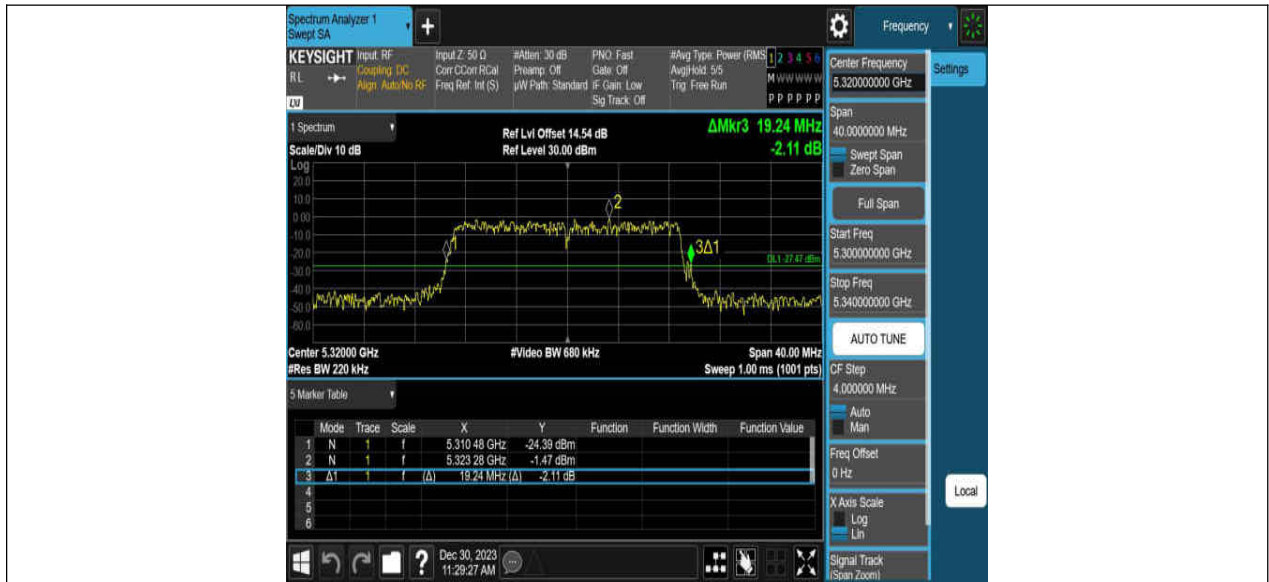 Spectrum Analyzer 1
Swept SA
+
Frequency
KEYSIGHT
RL
Input: RF
Coupling: DC
Align: Auto/No RF
Input Z: 50 Ω
Corr CCorr RCal
Freq Ref: Int (S)
#Atten: 30 dB
Preamp: Off
µW Path: Standard
PNO: Fast
Gate: Off
IF Gain: Low
Sig Track: Off
#Avg Type: Power (RMS
Avg|Hold: 5/5
Trig: Free Run
1 2 3 4 5 6
M W W W W W
P P P P P P
Center Frequency
5.320000000 GHz
Settings
1 Spectrum
Scale/Div 10 dB
Ref Lvl Offset 14.54 dB
Ref Level 30.00 dBm
ΔMkr3 19.24 MHz
-2.11 dB
Span
40.0000000 MHz
Swept Span
Zero Span
Log
20.0
10.0
0.00
-10.0
-20.0
-30.0
-40.0
-50.0
-60.0
2
3Δ1
DL1 -27.47 dBm
Full Span
Start Freq
5.300000000 GHz
Stop Freq
5.340000000 GHz
AUTO TUNE
Center 5.32000 GHz
#Res BW 220 kHz
#Video BW 680 kHz
Span 40.00 MHz
Sweep 1.00 ms (1001 pts)
CF Step
4.000000 MHz
Auto
Man
5 Marker Table
Mode Trace Scale X Y Function Function Width Function Value
1 N 1 f 5.310 48 GHz -24.39 dBm
2 N 1 f 5.323 28 GHz -1.47 dBm
3 Δ1 1 f (Δ) 19.24 MHz (Δ) -2.11 dB
4
5
6
Freq Offset
0 Hz
X Axis Scale
Log
Lin
Local
?
Dec 30, 2023
11:29:27 AM
Signal Track
(Span Zoom)